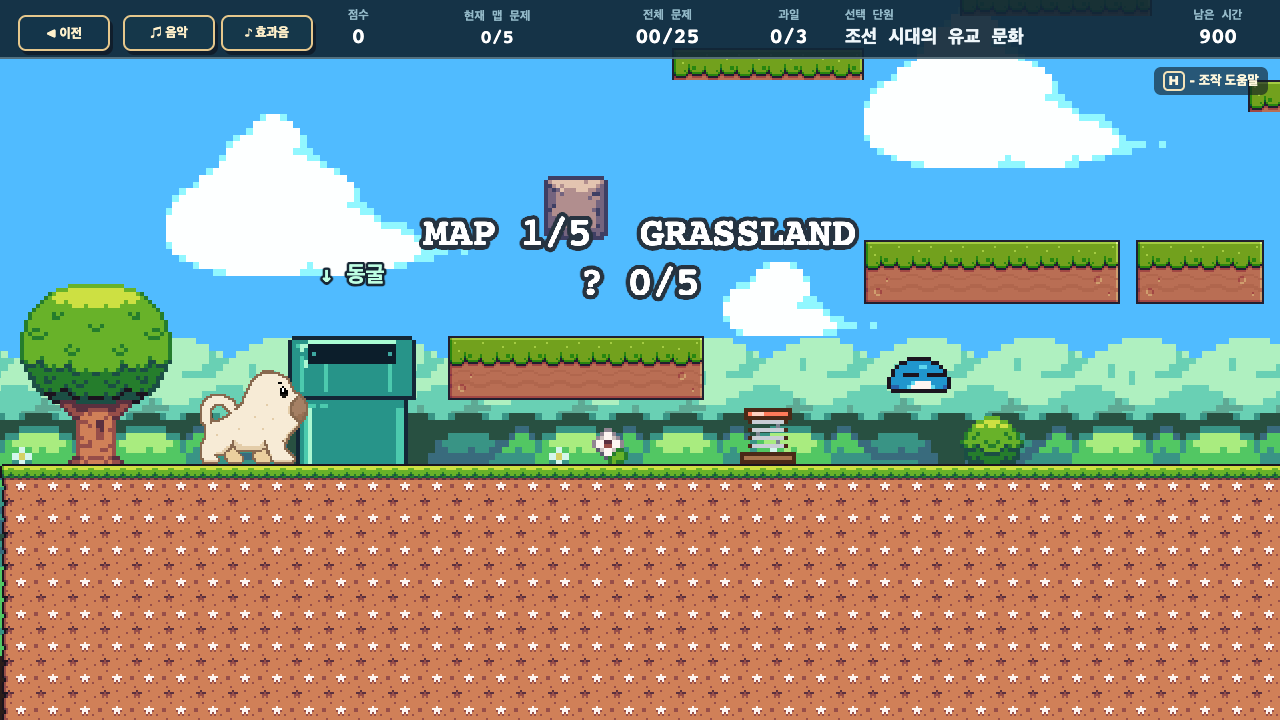 ◀ 이전
♫ 음악
♪ 효과음
점수
0
현재 맵 문제
0/5
전체 문제
00/25
과일
0/3
선택 단원
조선 시대의 유교 문화
남은 시간
900
H - 조작 도움말
MAP 1/5 GRASSLAND
? 0/5
↓ 동굴